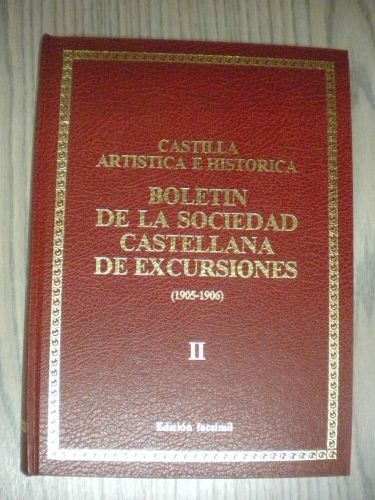 CASTILLA
ARTISTICA E HISTORICA
BOLETIN
DE LA SOCIEDAD
CASTELLANA
DE EXCURSIONES
(1905-1906)
II
Edición facsímil